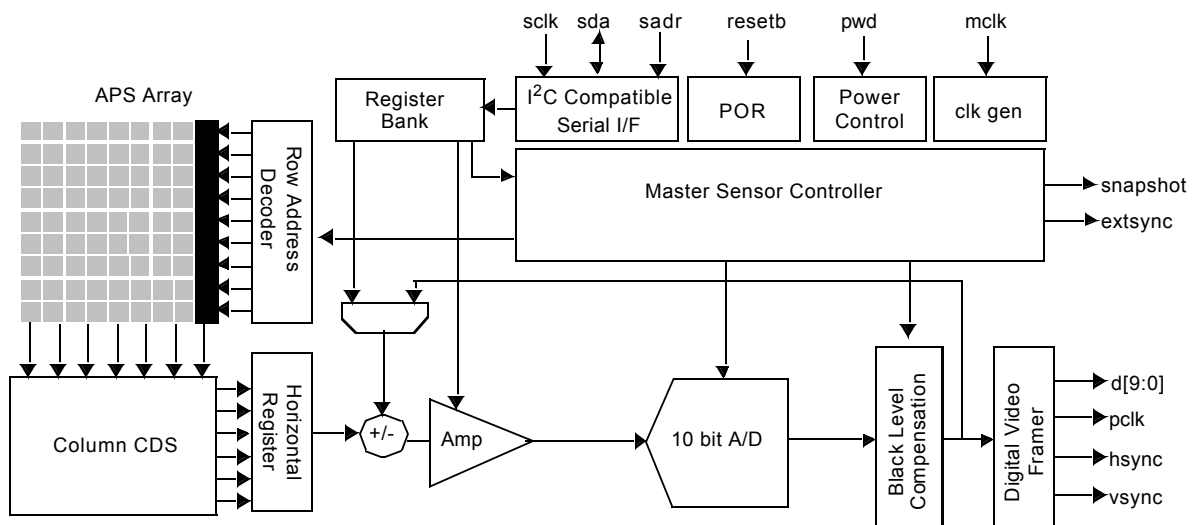 sclk sda sadr resetb pwd mclk
APS Array
Register
Bank
I²C Compatible
Serial I/F
POR
Power
Control
clk gen
Row Address
Decoder
Master Sensor Controller
snapshot
extsync
Column CDS
Horizontal
Register
+/-
Amp
10 bit A/D
Black Level
Compensation
Digital Video
Framer
d[9:0]
pclk
hsync
vsync